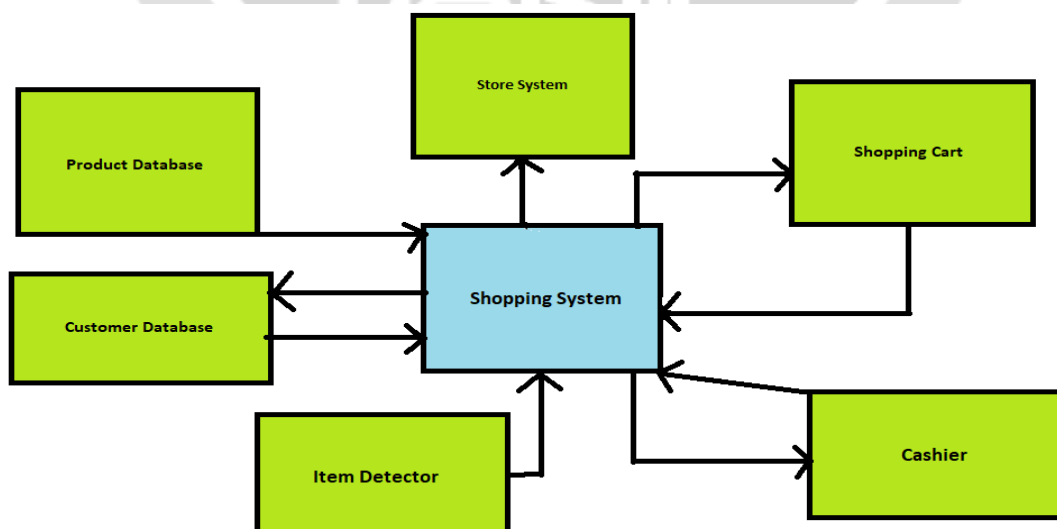 Store System
Product Database
Shopping Cart
Shopping System
Customer Database
Item Detector
Cashier